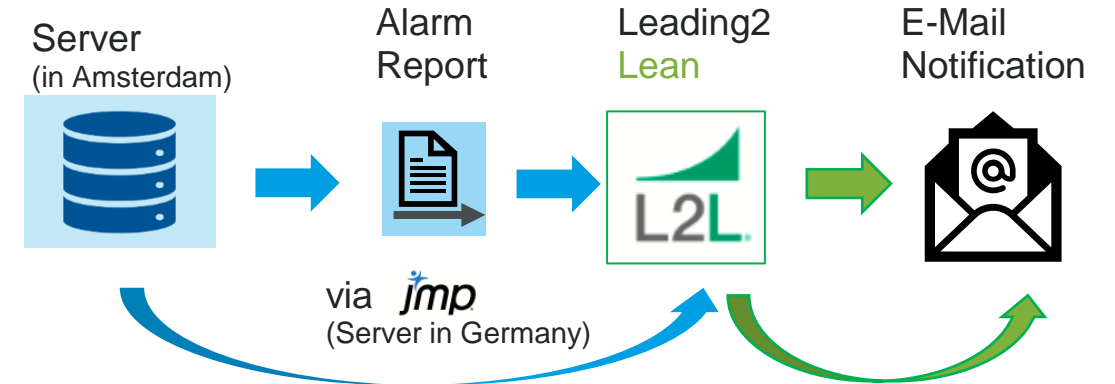 Server
(in Amsterdam)
Alarm
Report
Leading2
Lean
E-Mail
Notification
@
L2L.
via jmp
(Server in Germany)